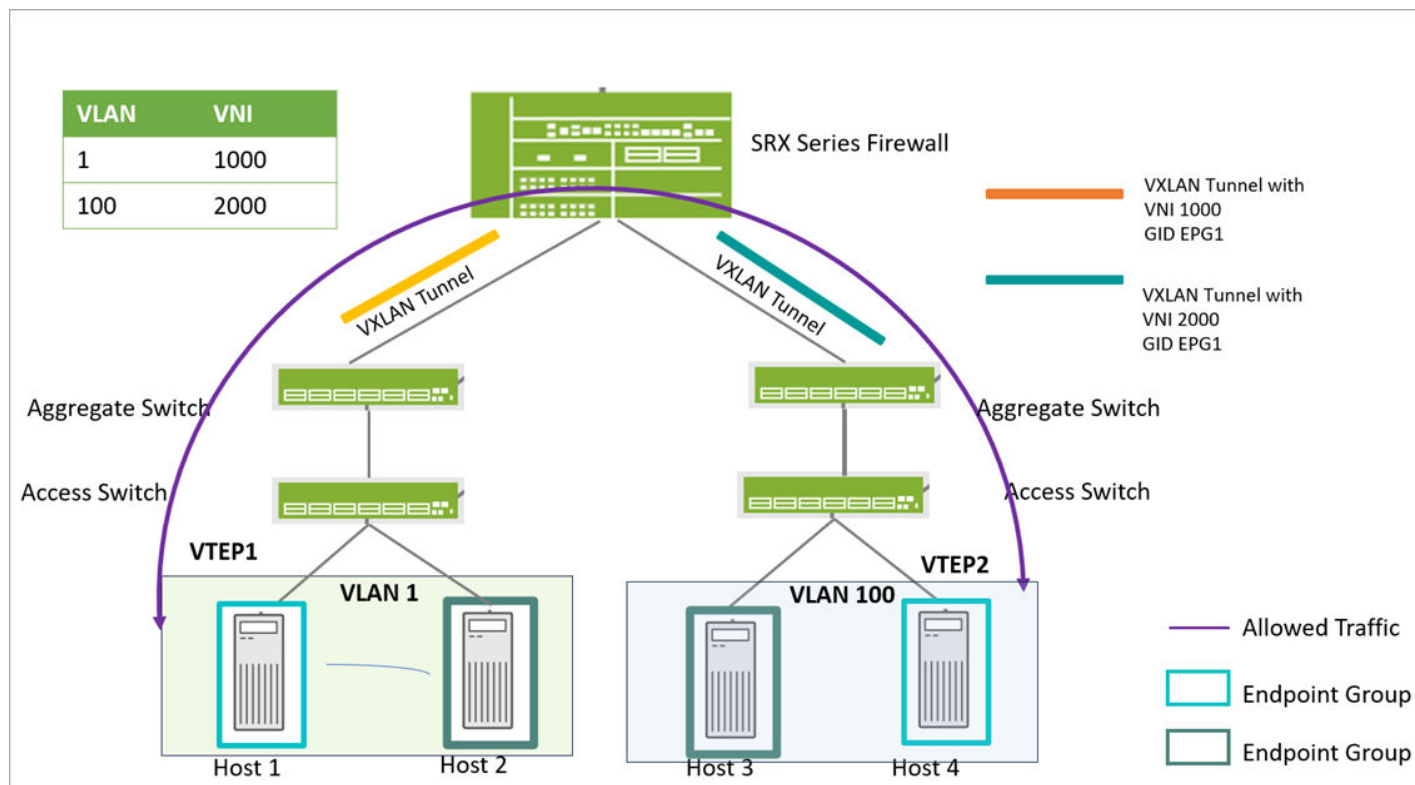 VLAN VNI
1 1000
100 2000
SRX Series Firewall
VXLAN Tunnel with
VNI 1000
GID EPG1
VXLAN Tunnel with
VNI 2000
GID EPG1
VXLAN Tunnel
VXLAN Tunnel
Aggregate Switch
Aggregate Switch
Access Switch
Access Switch
VTEP1
VTEP2
VLAN 1
VLAN 100
Allowed Traffic
Endpoint Group
Endpoint Group
Host 1
Host 2
Host 3
Host 4